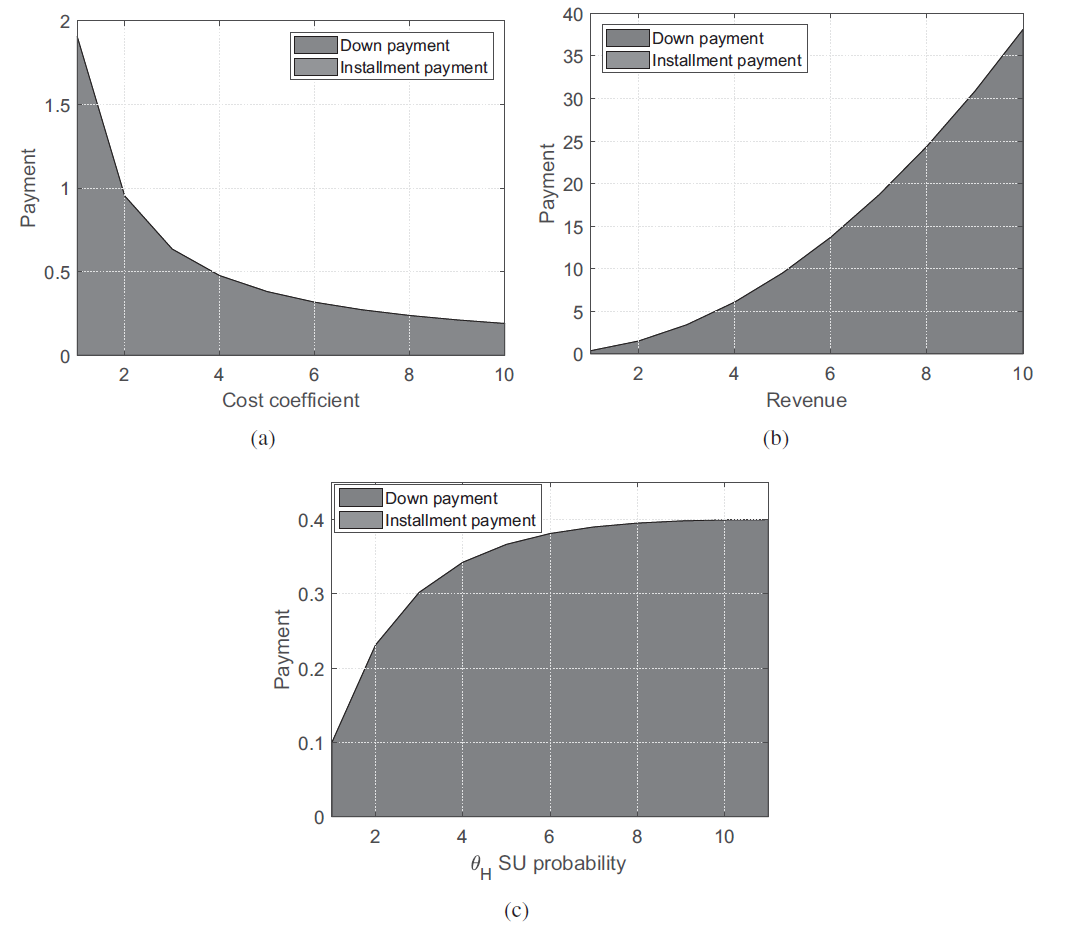 2
1.5
1
0.5
0
Payment
Down payment
Installment payment
2 4 6 8 10
Cost coefficient
(a)
40
35
30
25
20
15
10
5
0
Payment
Down payment
Installment payment
2 4 6 8 10
Revenue
(b)
0.4
0.3
0.2
0.1
0
Payment
Down payment
Installment payment
2 4 6 8 10
θH SU probability
(c)